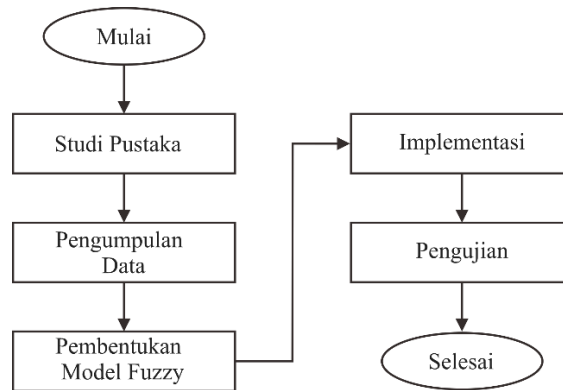 Mulai
Studi Pustaka
Pengumpulan
Data
Pembentukan
Model Fuzzy
Implementasi
Pengujian
Selesai